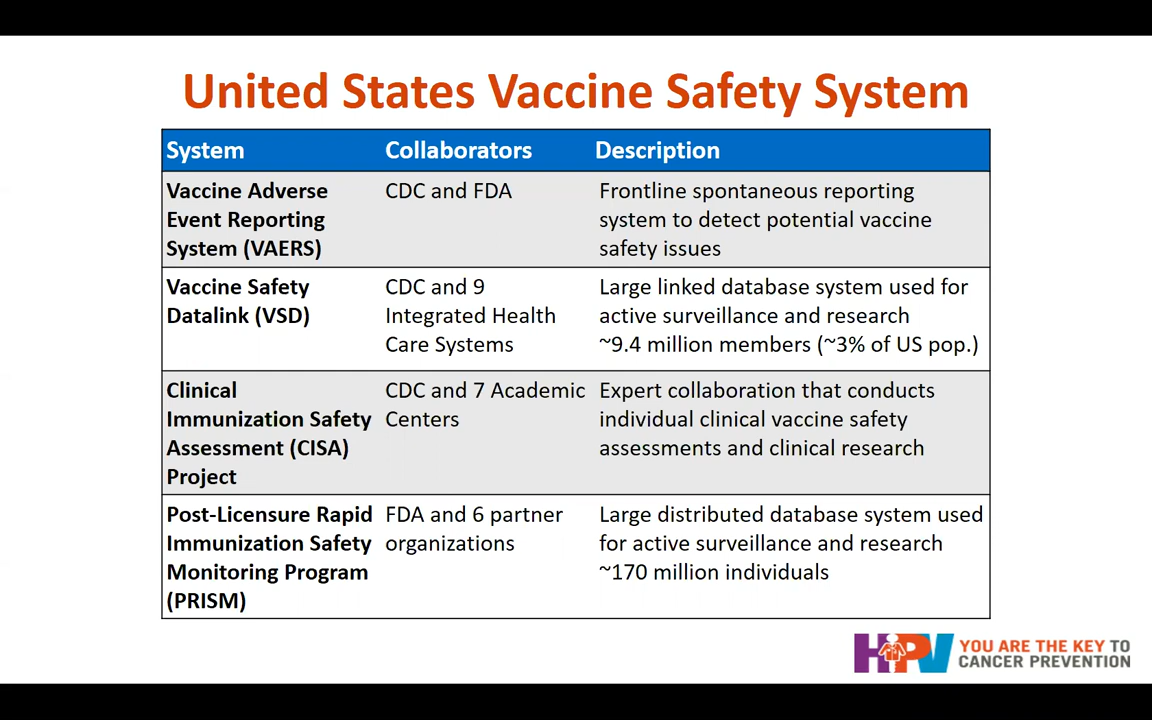 United States Vaccine Safety System
System Collaborators Description
Vaccine Adverse
Event Reporting
System (VAERS)
CDC and FDA
Frontline spontaneous reporting
system to detect potential vaccine
safety issues
Vaccine Safety
Datalink (VSD)
CDC and 9
Integrated Health
Care Systems
Large linked database system used for
active surveillance and research
~9.4 million members (~3% of US pop.)
Clinical
Immunization Safety
Assessment (CISA)
Project
CDC and 7 Academic
Centers
Expert collaboration that conducts
individual clinical vaccine safety
assessments and clinical research
Post-Licensure Rapid
Immunization Safety
Monitoring Program
(PRISM)
FDA and 6 partner
organizations
Large distributed database system used
for active surveillance and research
~170 million individuals
HPV
YOU ARE THE KEY TO
CANCER PREVENTION